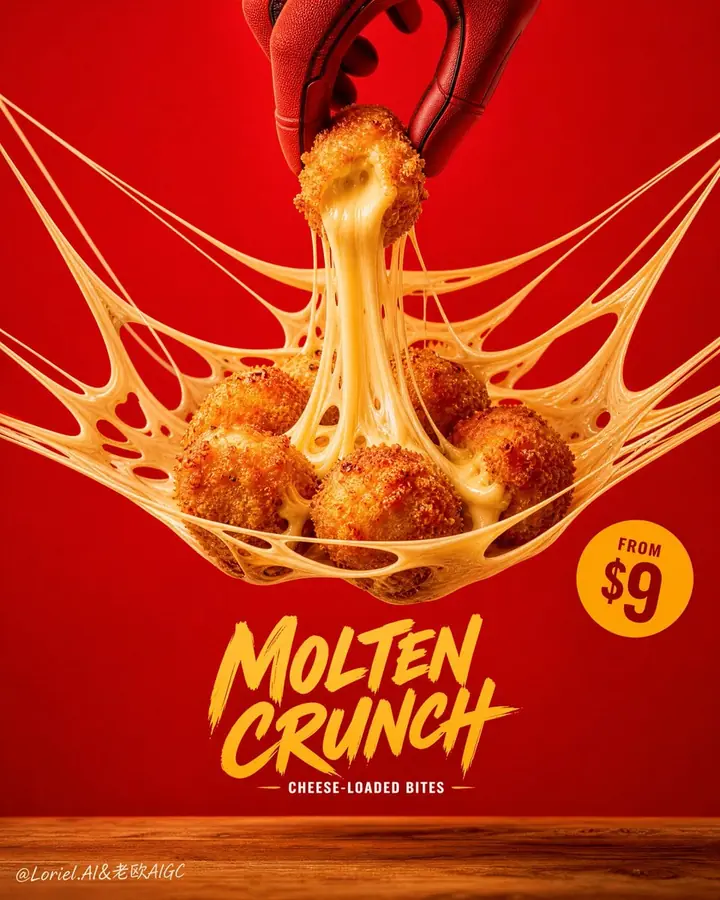 FROM
$9
MOLTEN
CRUNCH
CHEESE-LOADED BITES
@Loriel.AI&老欧AIGC